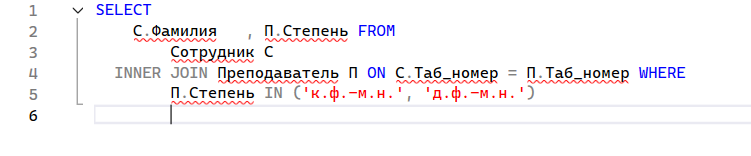 1 SELECT
2 С.Фамилия , П.Степень FROM
3 Сотрудник С
4 INNER JOIN Преподаватель П ON С.Таб_номер = П.Таб_номер WHERE
5 П.Степень IN ('к.ф.-м.н.', 'д.ф.-м.н.')
6